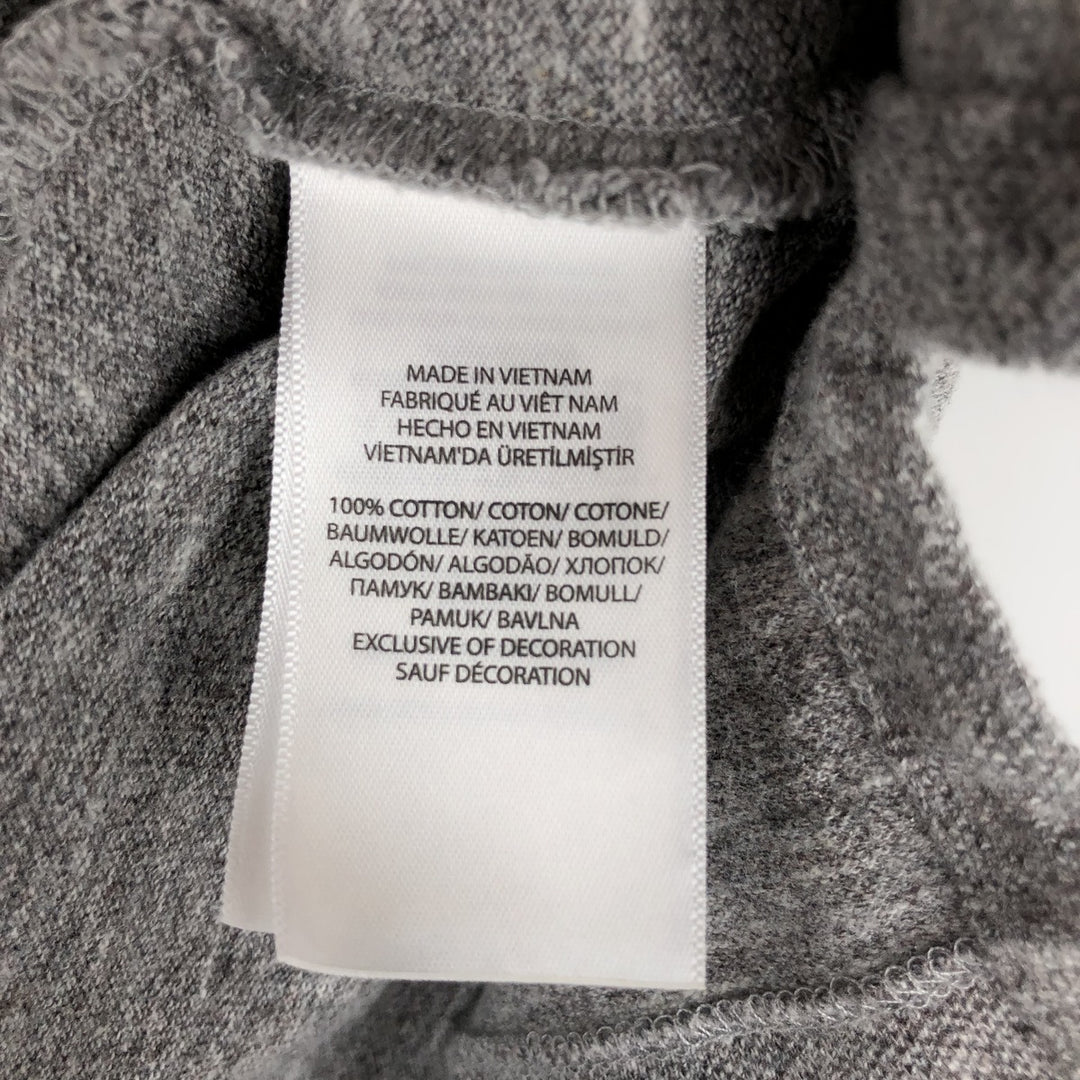 MADE IN VIETNAM
FABRIQUÉ AU VIÊT NAM
HECHO EN VIETNAM
VİETNAM'DA ÜRETİLMİŞTİR
100% COTTON/ COTON/ COTONE/
BAUMWOLLE/ KATOEN/ BOMULD/
ALGODÓN/ ALGODÃO/ ХЛОПОК/
ПАМУК/ BAMBAKI/ BOMULL/
PAMUK/ BAVLNA
EXCLUSIVE OF DECORATION
SAUF DÉCORATION